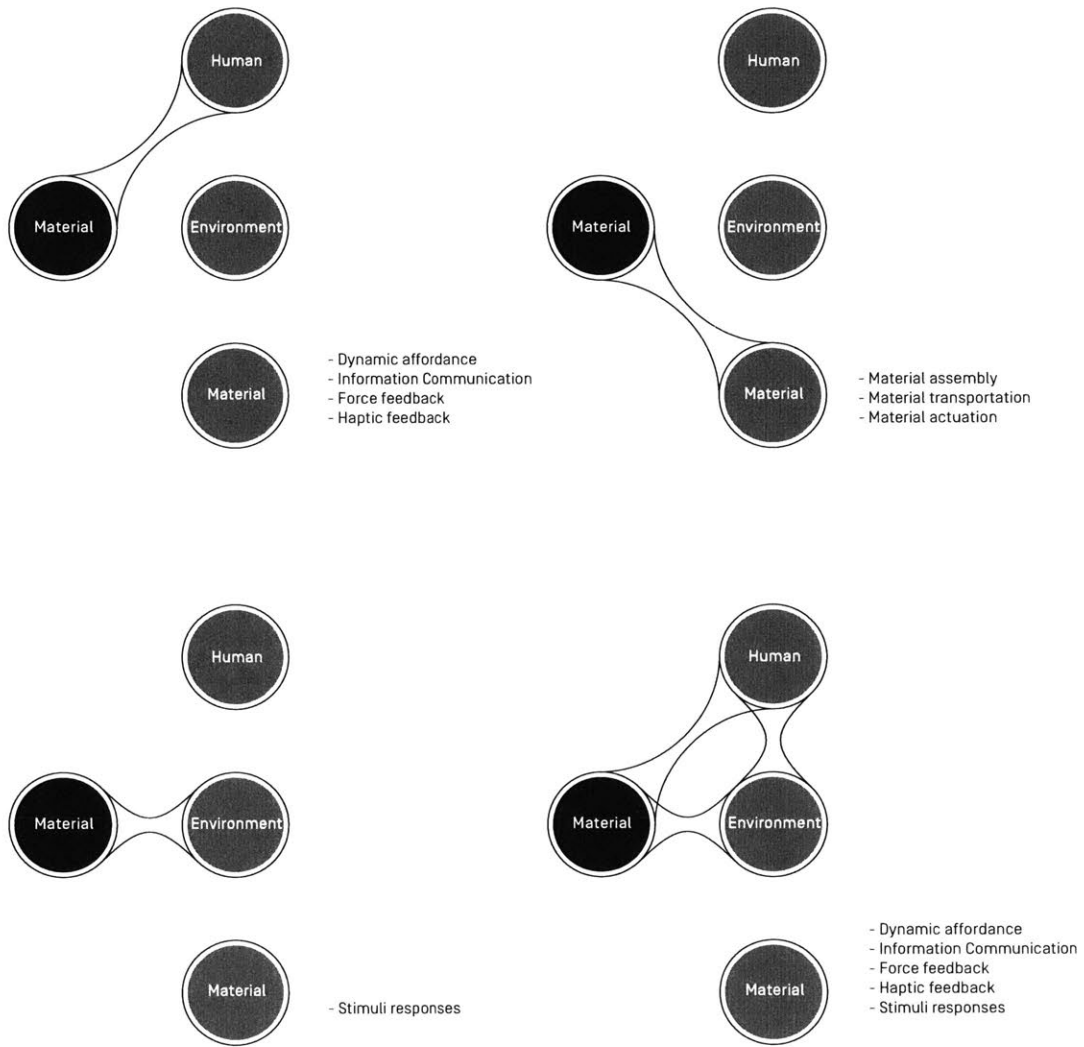 Human
Material
Environment
Material
- Dynamic affordance
- Information Communication
- Force feedback
- Haptic feedback
Human
Material
Environment
Material
- Material assembly
- Material transportation
- Material actuation
Human
Material
Environment
Material
- Stimuli responses
Human
Material
Environment
Material
- Dynamic affordance
- Information Communication
- Force feedback
- Haptic feedback
- Stimuli responses